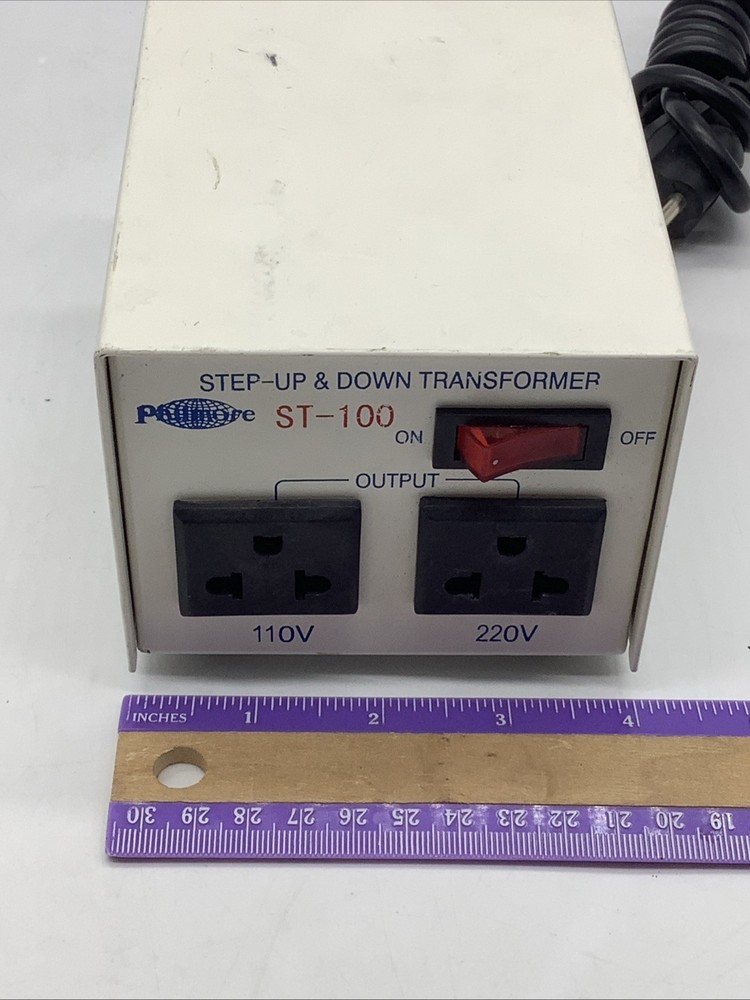 STEP-UP & DOWN TRANSFORMER
Philmore ST-100
ON OFF
OUTPUT
110V 220V
INCHES 1 2 3 4
30 29 28 27 26 25 24 23 22 21 20 19